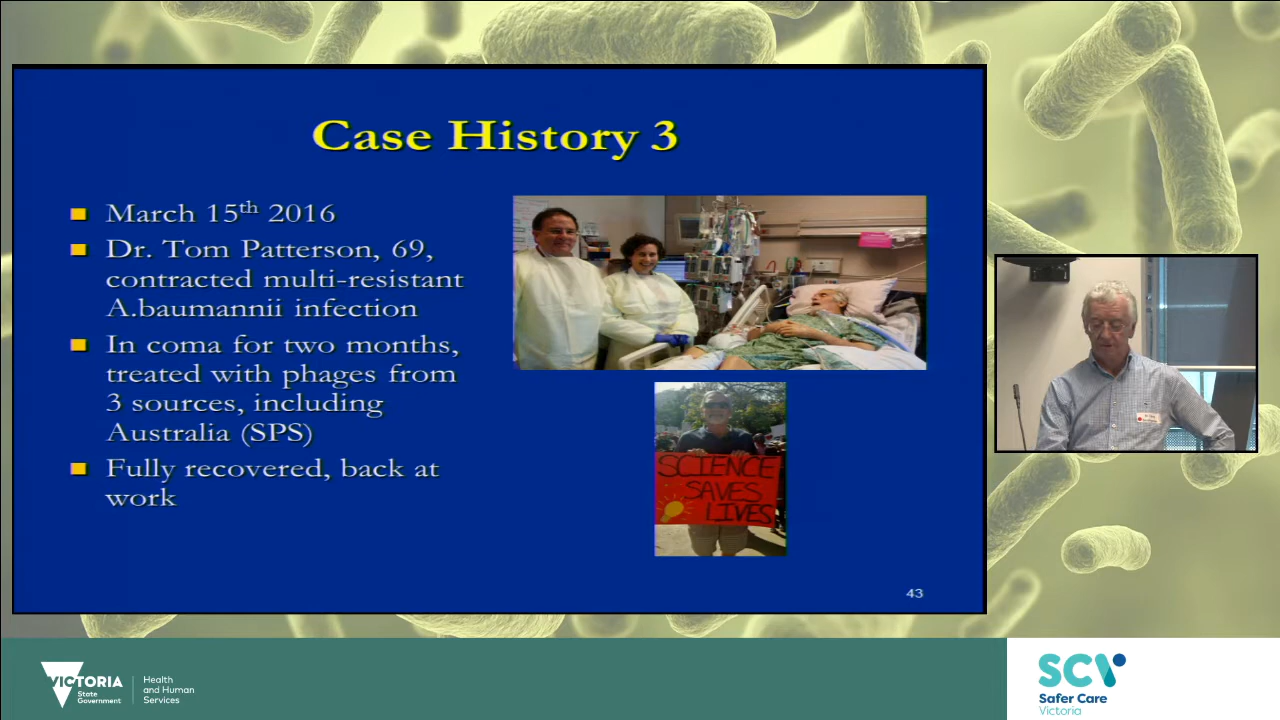 Case History 3
March 15th 2016
Dr. Tom Patterson, 69,
contracted multi-resistant
A.baumannii infection
In coma for two months,
treated with phages from
3 sources, including
Australia (SPS)
Fully recovered, back at
work
SCIENCE
SAVES
LIVES
43
VICTORIA
State
Government
Health
and Human
Services
SCV
Safer Care
Victoria